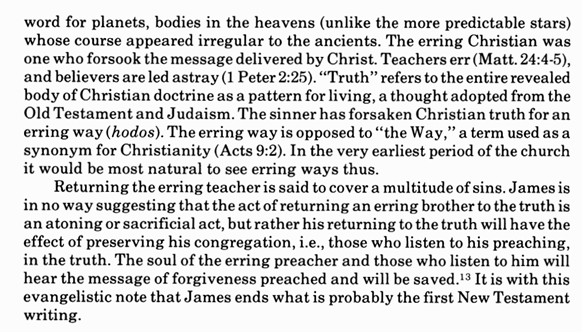 word for planets, bodies in the heavens (unlike the more predictable stars)
whose course appeared irregular to the ancients. The erring Christian was
one who forsook the message delivered by Christ. Teachers err (Matt. 24:4-5),
and believers are led astray (1 Peter 2:25). “Truth” refers to the entire revealed
body of Christian doctrine as a pattern for living, a thought adopted from the
Old Testament and Judaism. The sinner has forsaken Christian truth for an
erring way (hodos). The erring way is opposed to “the Way,” a term used as a
synonym for Christianity (Acts 9:2). In the very earliest period of the church
it would be most natural to see erring ways thus.
Returning the erring teacher is said to cover a multitude of sins. James is
in no way suggesting that the act of returning an erring brother to the truth is
an atoning or sacrificial act, but rather his returning to the truth will have the
effect of preserving his congregation, i.e., those who listen to his preaching,
in the truth. The soul of the erring preacher and those who listen to him will
hear the message of forgiveness preached and will be saved.¹³ It is with this
evangelistic note that James ends what is probably the first New Testament
writing.